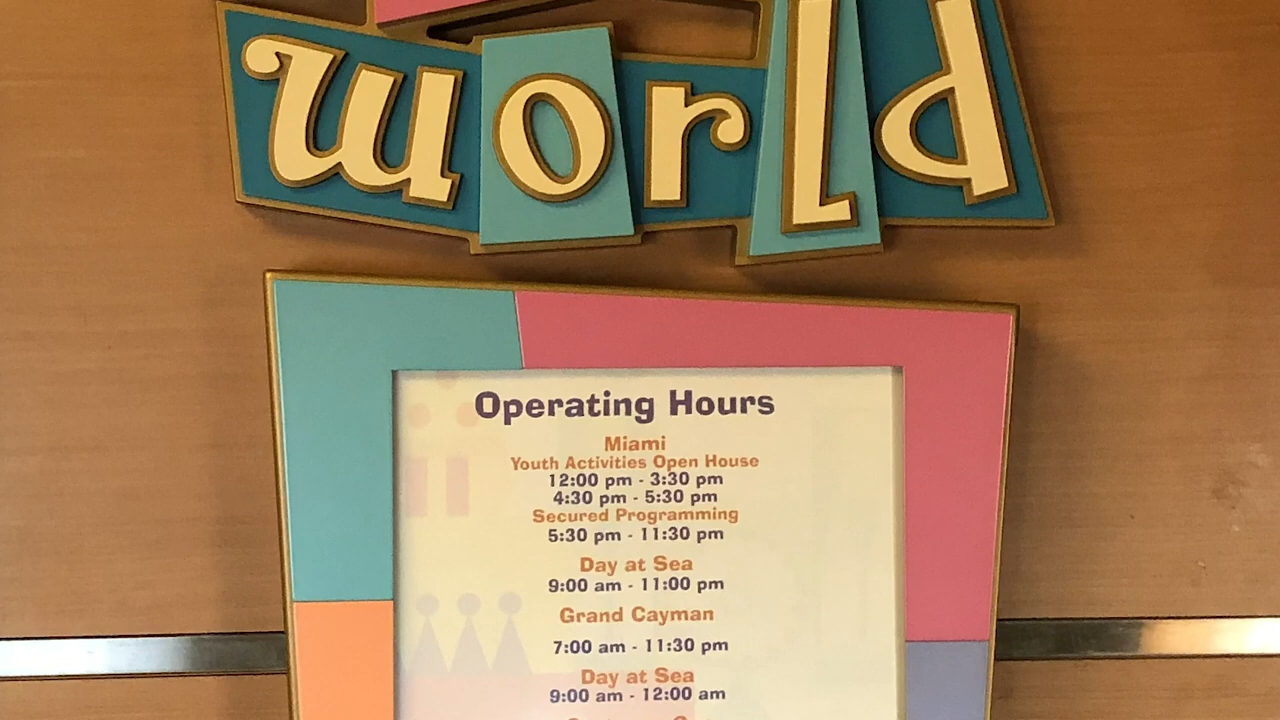 world
Operating Hours
Miami
Youth Activities Open House
12:00 pm - 3:30 pm
4:30 pm - 5:30 pm
Secured Programming
5:30 pm - 11:30 pm
Day at Sea
9:00 am - 11:00 pm
Grand Cayman
7:00 am - 11:30 pm
Day at Sea
9:00 am - 12:00 am